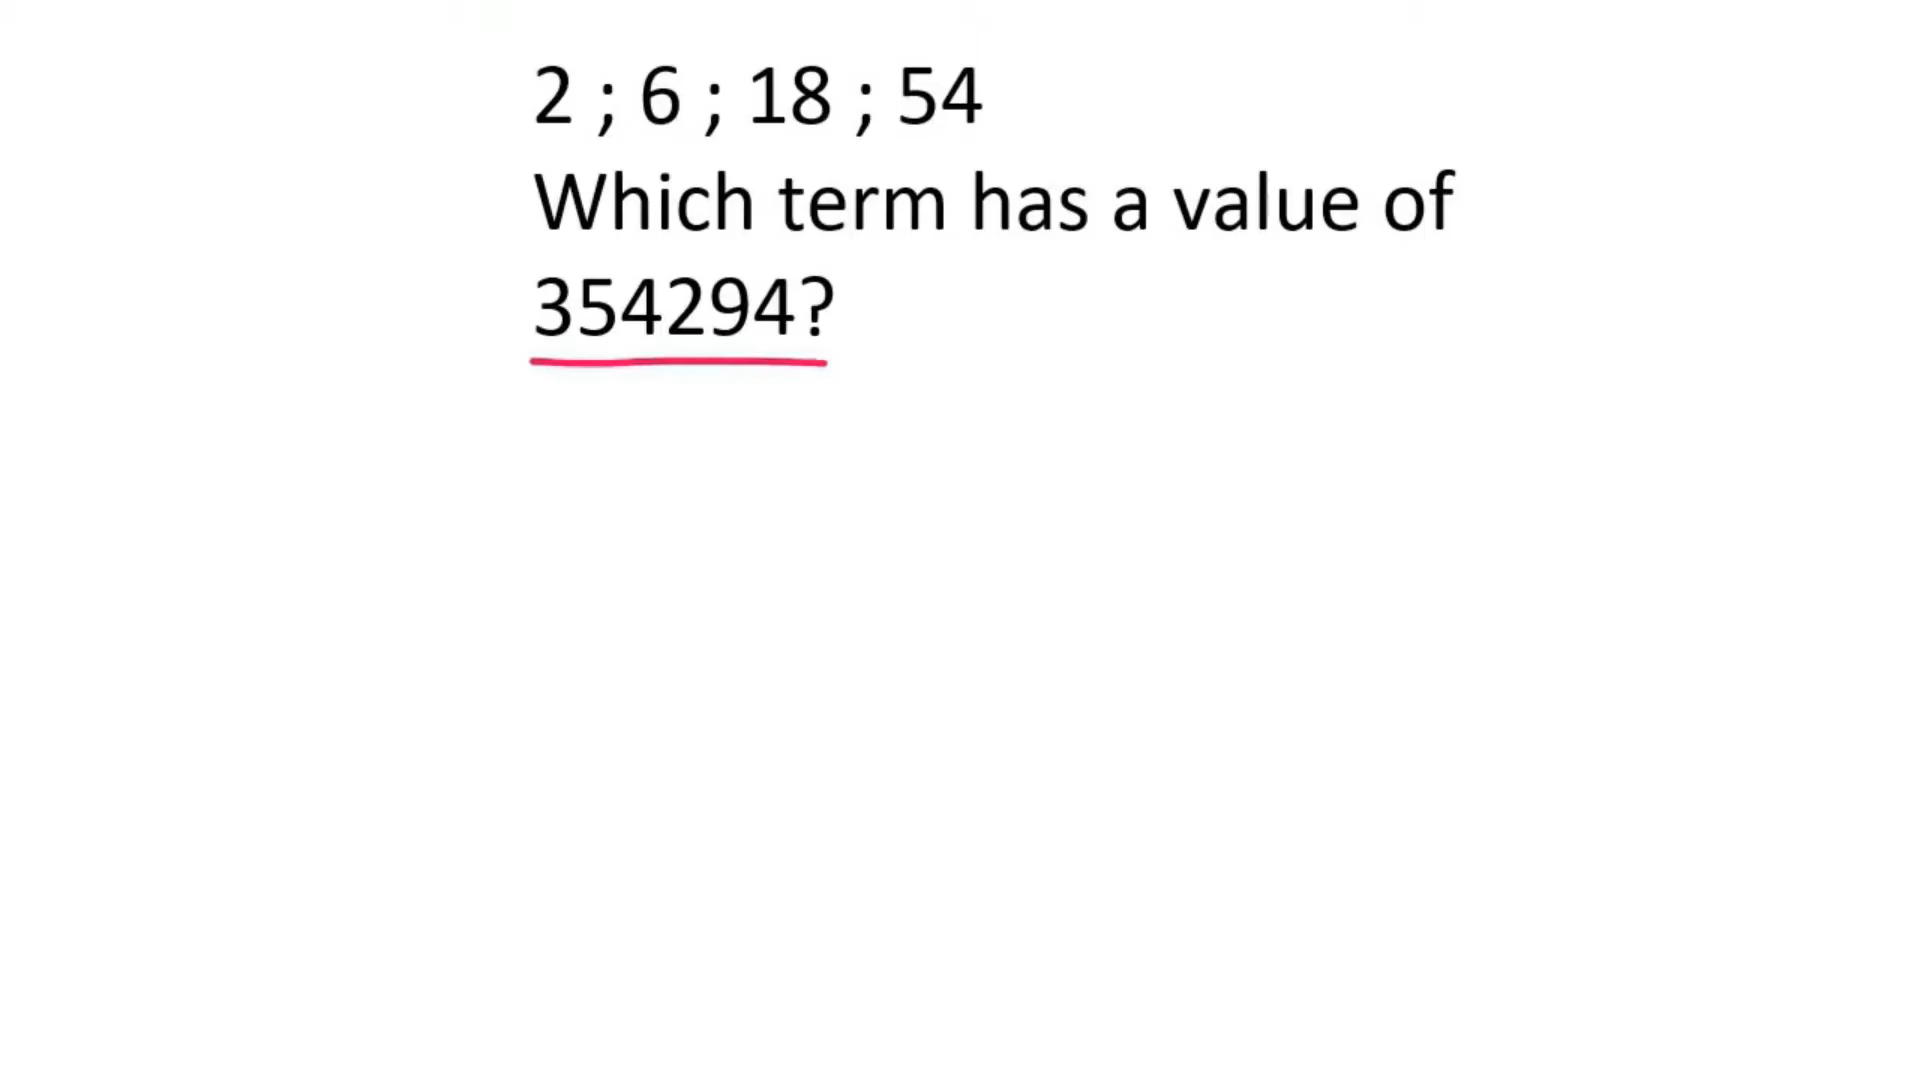 2 ; 6 ; 18 ; 54
Which term has a value of
354294?